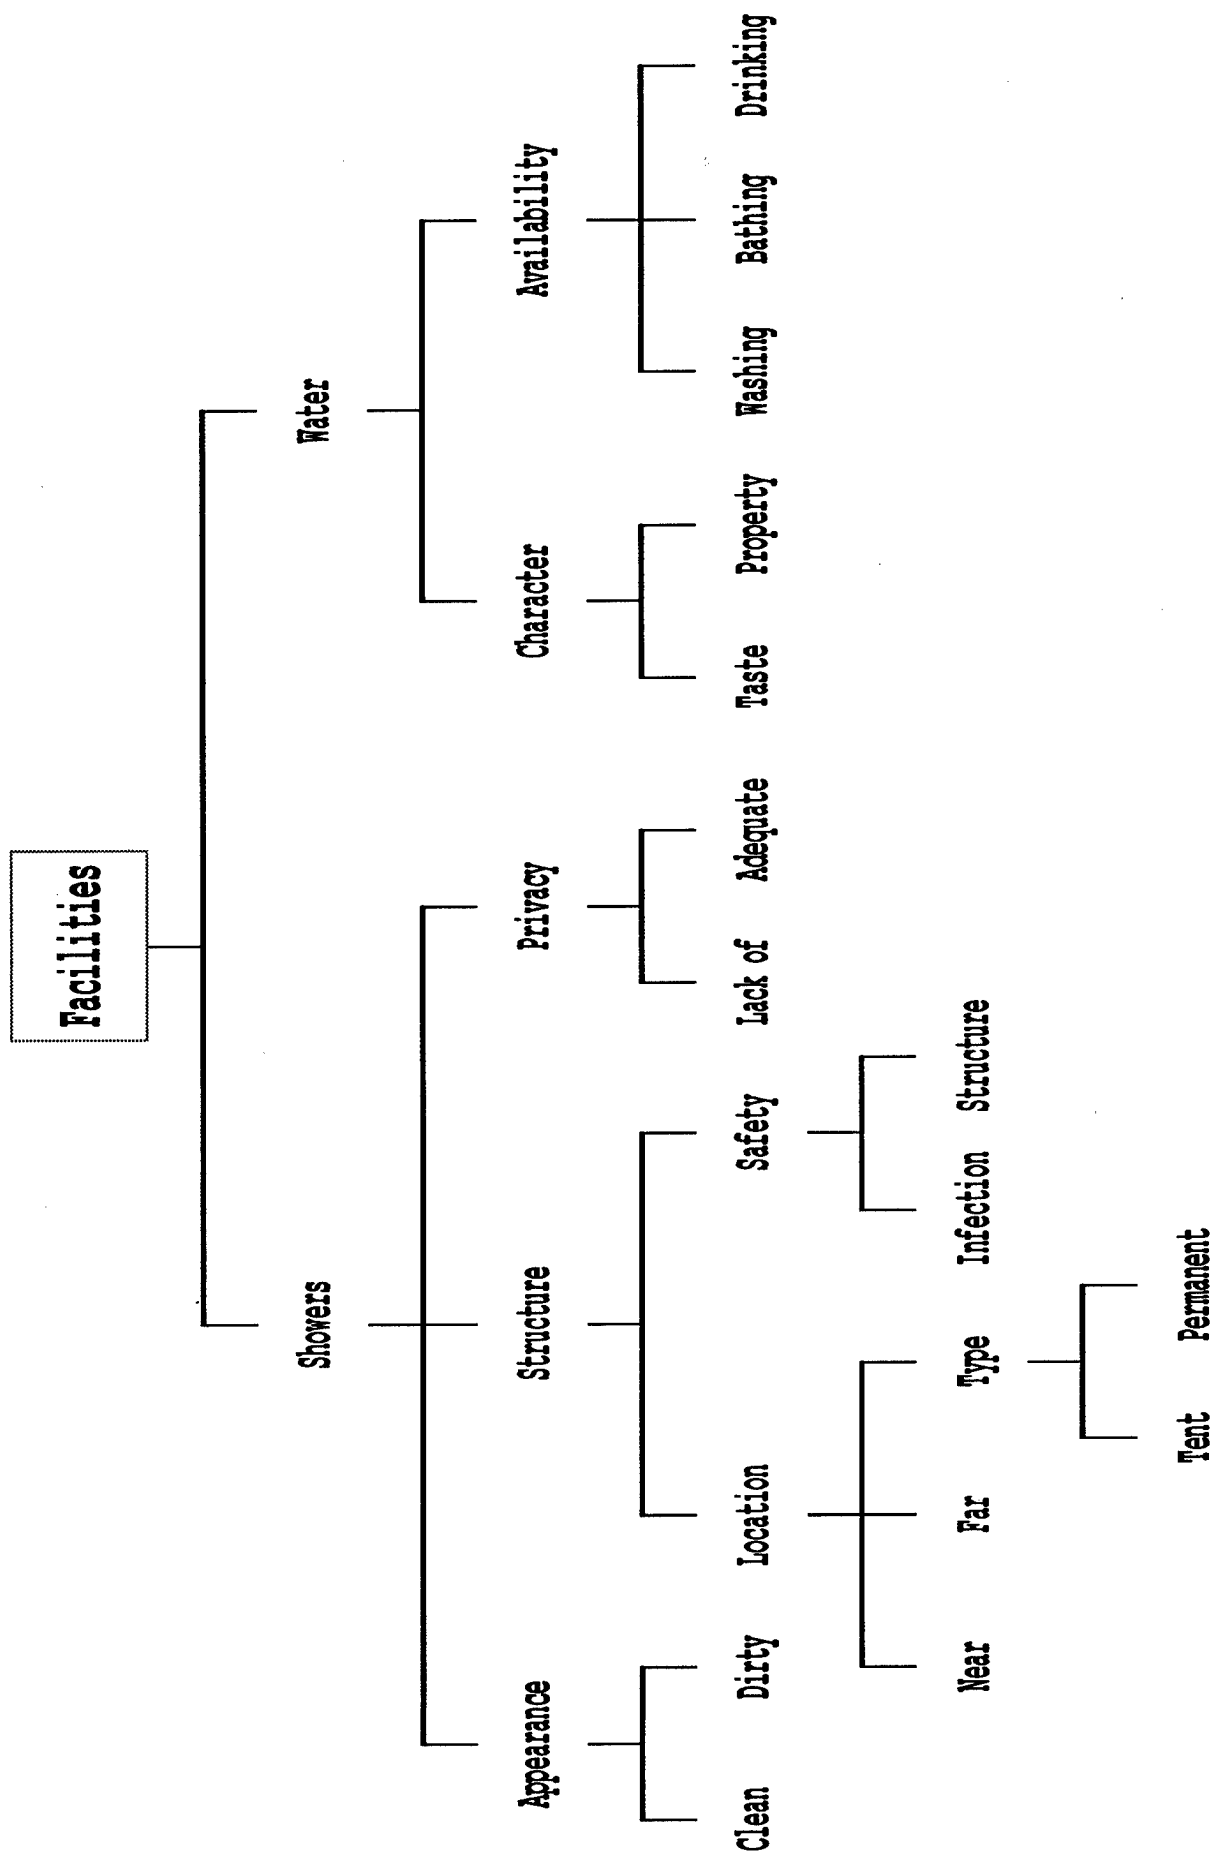 Facilities
Showers
Water
Appearance
Structure
Privacy
Character
Availability
Clean
Dirty
Location
Safety
Lack of
Adequate
Taste
Property
Washing
Bathing
Drinking
Near
Far
Type
Infection
Structure
Tent
Permanent